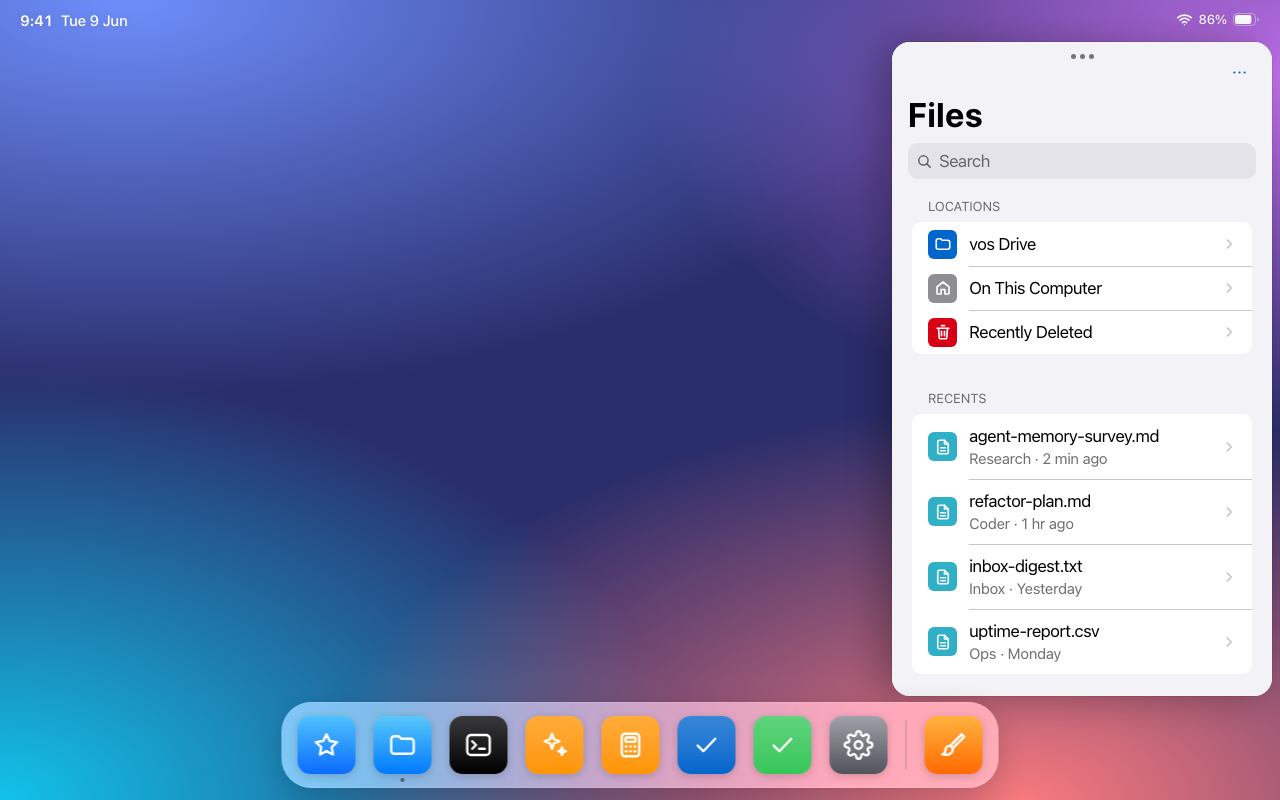 9:41 Tue 9 Jun
86%
Files
Search
LOCATIONS
vos Drive
On This Computer
Recently Deleted
RECENTS
agent-memory-survey.md
Research · 2 min ago
refactor-plan.md
Coder · 1 hr ago
inbox-digest.txt
Inbox · Yesterday
uptime-report.csv
Ops · Monday